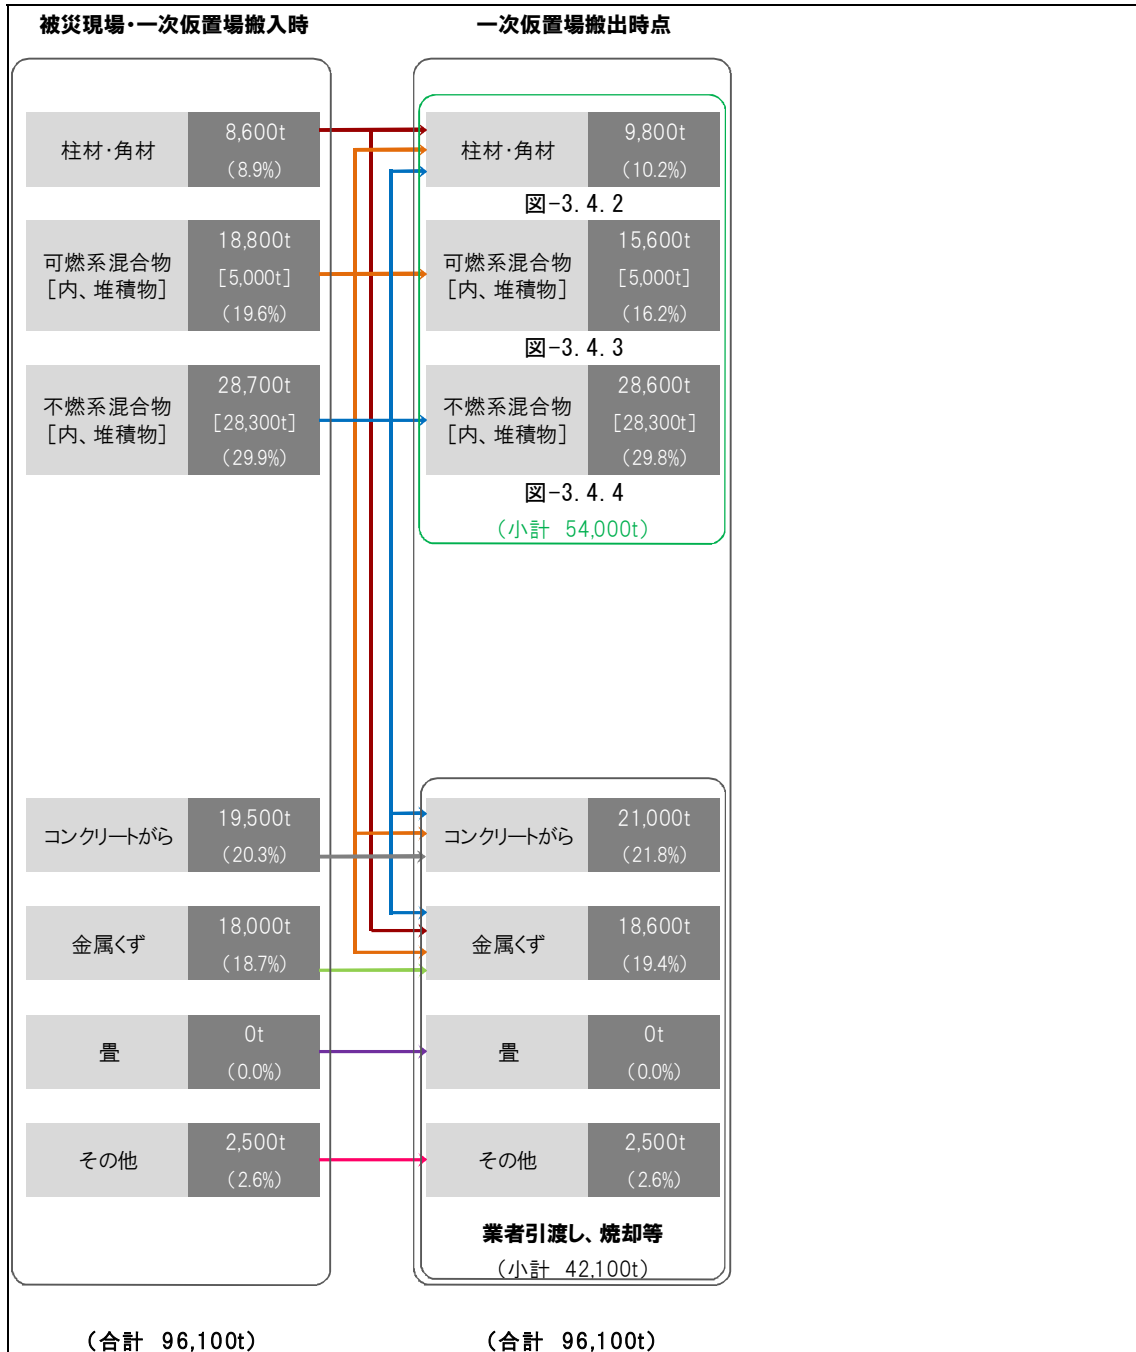 被災現場・一次仮置場搬入時
柱材・角材
8,600t
(8.9%)
可燃系混合物
[内、堆積物]
18,800t
[5,000t]
(19.6%)
不燃系混合物
[内、堆積物]
28,700t
[28,300t]
(29.9%)
コンクリートがら
19,500t
(20.3%)
金属くず
18,000t
(18.7%)
畳
0t
(0.0%)
その他
2,500t
(2.6%)
(合計 96,100t)
一次仮置場搬出時点
柱材・角材
9,800t
(10.2%)
図-3.4.2
可燃系混合物
[内、堆積物]
15,600t
[5,000t]
(16.2%)
図-3.4.3
不燃系混合物
[内、堆積物]
28,600t
[28,300t]
(29.8%)
図-3.4.4
(小計 54,000t)
コンクリートがら
21,000t
(21.8%)
金属くず
18,600t
(19.4%)
畳
0t
(0.0%)
その他
2,500t
(2.6%)
業者引渡し、焼却等
(小計 42,100t)
(合計 96,100t)